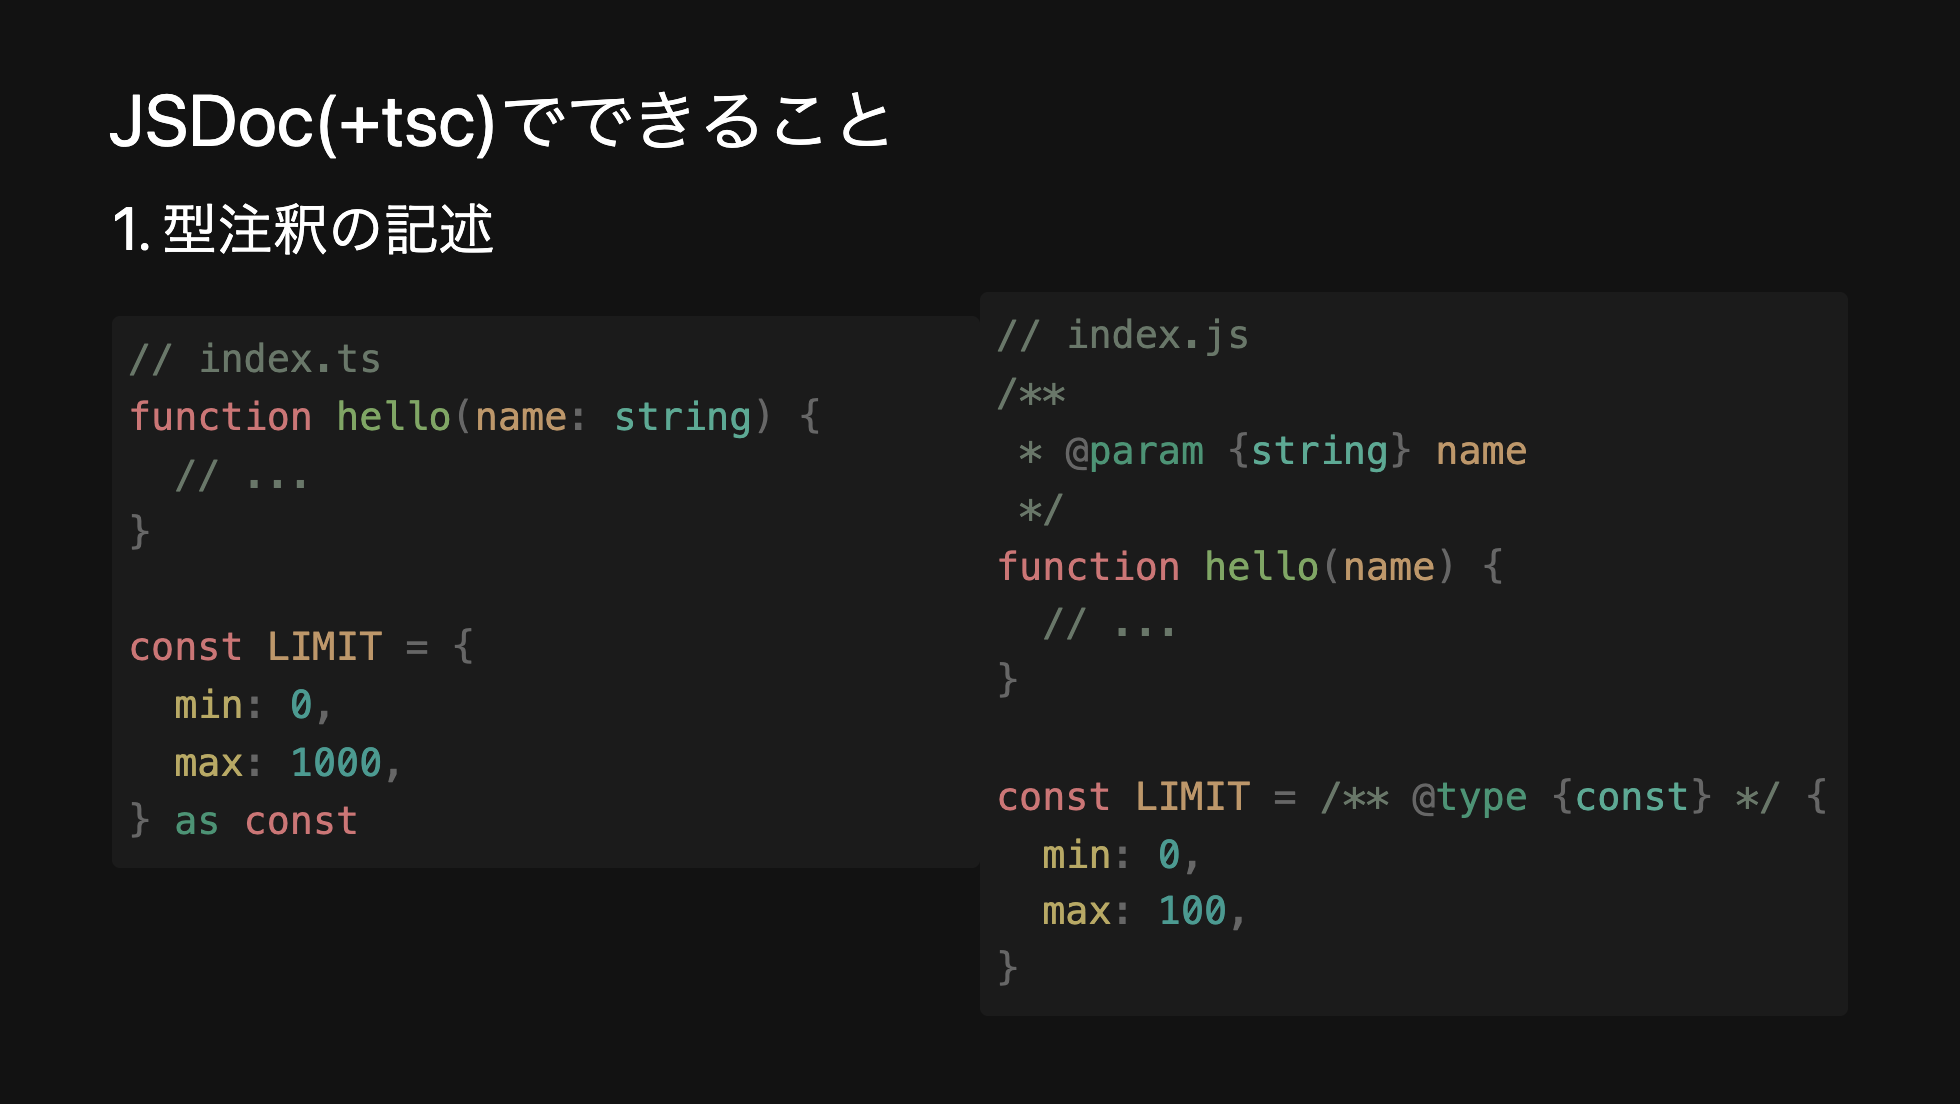 JSDoc(+tsc)でできること
1. 型注釈の記述
// index.ts
function hello(name: string) {
  // ...
}

const LIMIT = {
  min: 0,
  max: 1000,
} as const
// index.js
/**
 * @param {string} name
 */
function hello(name) {
  // ...
}

const LIMIT = /** @type {const} */ {
  min: 0,
  max: 100,
}